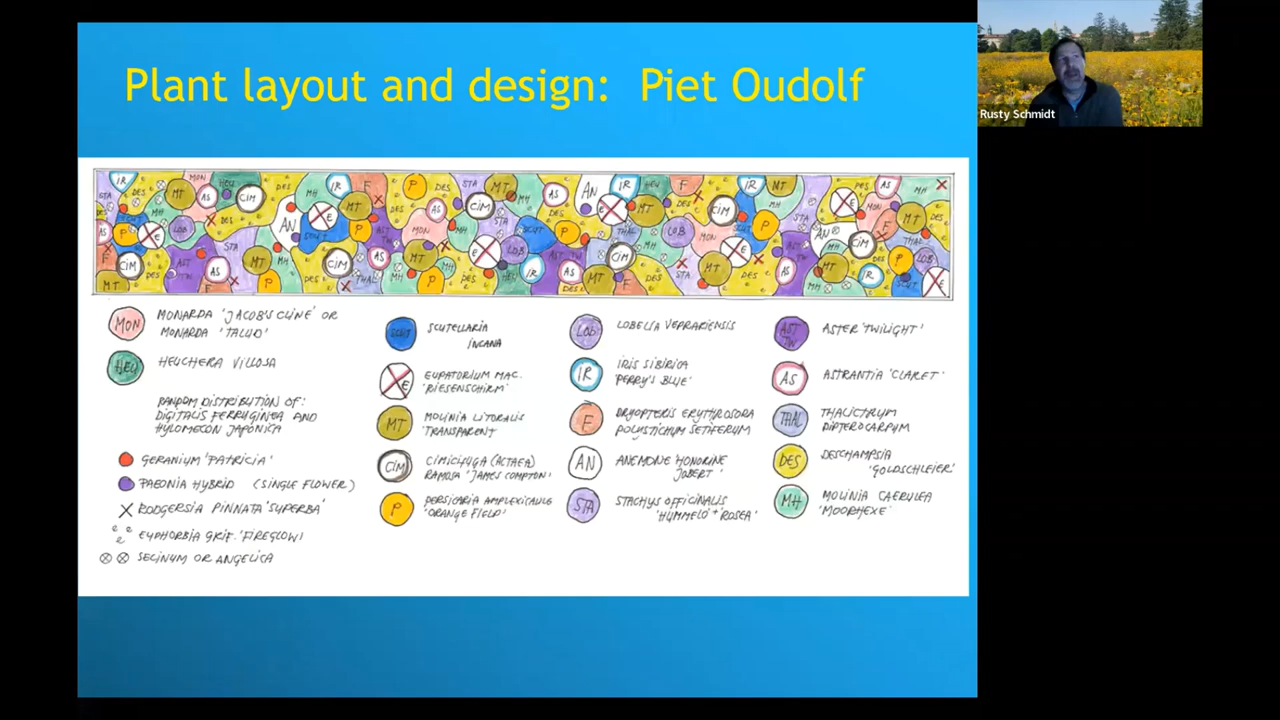 Plant layout and design: Piet Oudolf
Rusty Schmidt
MON
MONARDA 'JACOB'S CLINE' OR
MONARDA 'TALUD'
HEU
HEUCHERA VILLOSA
RANDOM DISTRIBUTION OF:
DIGITALIS FERRUGINEA AND
HYLOMECON JAPONICA
GERANIUM 'PATRICIA'
PAEONIA HYBRID (SINGLE FLOWER)
RODGERSIA PINNATA 'SUPERBA'
EUPHORBIA GRIF. 'FIREGLOW'
SELINUM OR ANGELICA
SCUT
SCUTELLARIA
INCANA
E
EUPATORIUM MAC.
'RIESENSCHIRM'
MT
MOLINIA LITORALIS
'TRANSPARENT'
CIM
CIMICIFUGA (ACTAEA)
RAMOSA 'JAMES COMPTON'
P
PERSICARIA AMPLEXICAULE
'ORANGE FIELD'
LOB
LOBELIA VEPRARIENSIS
IR
IRIS SIBIRICA
'PERRY'S BLUE'
F
DRYOPTERIS ERYTHROSORA
POLYSTICHUM SETIFERUM
AN
ANEMONE 'HONORINE
JOBERT'
STA
STACHYS OFFICINALIS
'HUMMELO' + 'ROSEA'
AST
TW
ASTER 'TWILIGHT'
AS
ASTRANTIA 'CLARET'
THAL
THALICTRUM
DIPTEROCARPUM
DES
DESCHAMPSIA
'GOLDSCHLEIER'
MH
MOLINIA CAERULEA
'MOORHEXE'